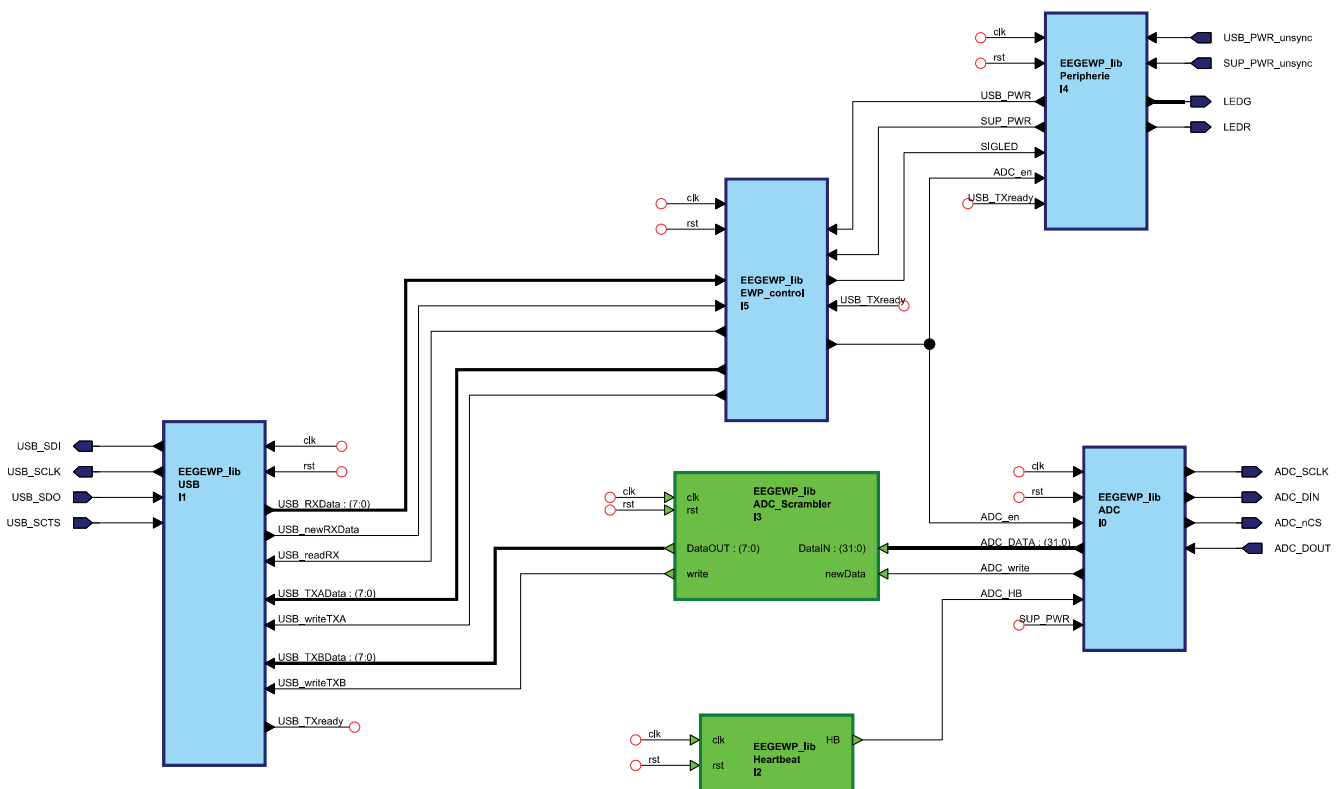 clk
rst
EEGEWP_lib
Peripherie
I4
USB_PWR_unsync
SUP_PWR_unsync
LEDG
LEDR
USB_PWR
SUP_PWR
SIGLED
ADC_en
USB_TXready
clk
rst
EEGEWP_lib
EWP_control
I5
USB_TXready
USB_SDI
USB_SCLK
USB_SDO
USB_SCTS
EEGEWP_lib
USB
I1
clk
rst
USB_RXData : (7:0)
USB_newRXData
USB_readRX
USB_TXAData : (7:0)
USB_writeTXA
USB_TXBData : (7:0)
USB_writeTXB
USB_TXready
clk
rst
clk
rst
EEGEWP_lib
ADC_Scrambler
I3
DataOUT : (7:0)
write
DataIN : (31:0)
newData
clk
rst
ADC_en
ADC_DATA : (31:0)
ADC_write
ADC_HB
SUP_PWR
EEGEWP_lib
ADC
I0
ADC_SCLK
ADC_DIN
ADC_nCS
ADC_DOUT
clk
rst
clk
rst
EEGEWP_lib
Heartbeat
I2
HB